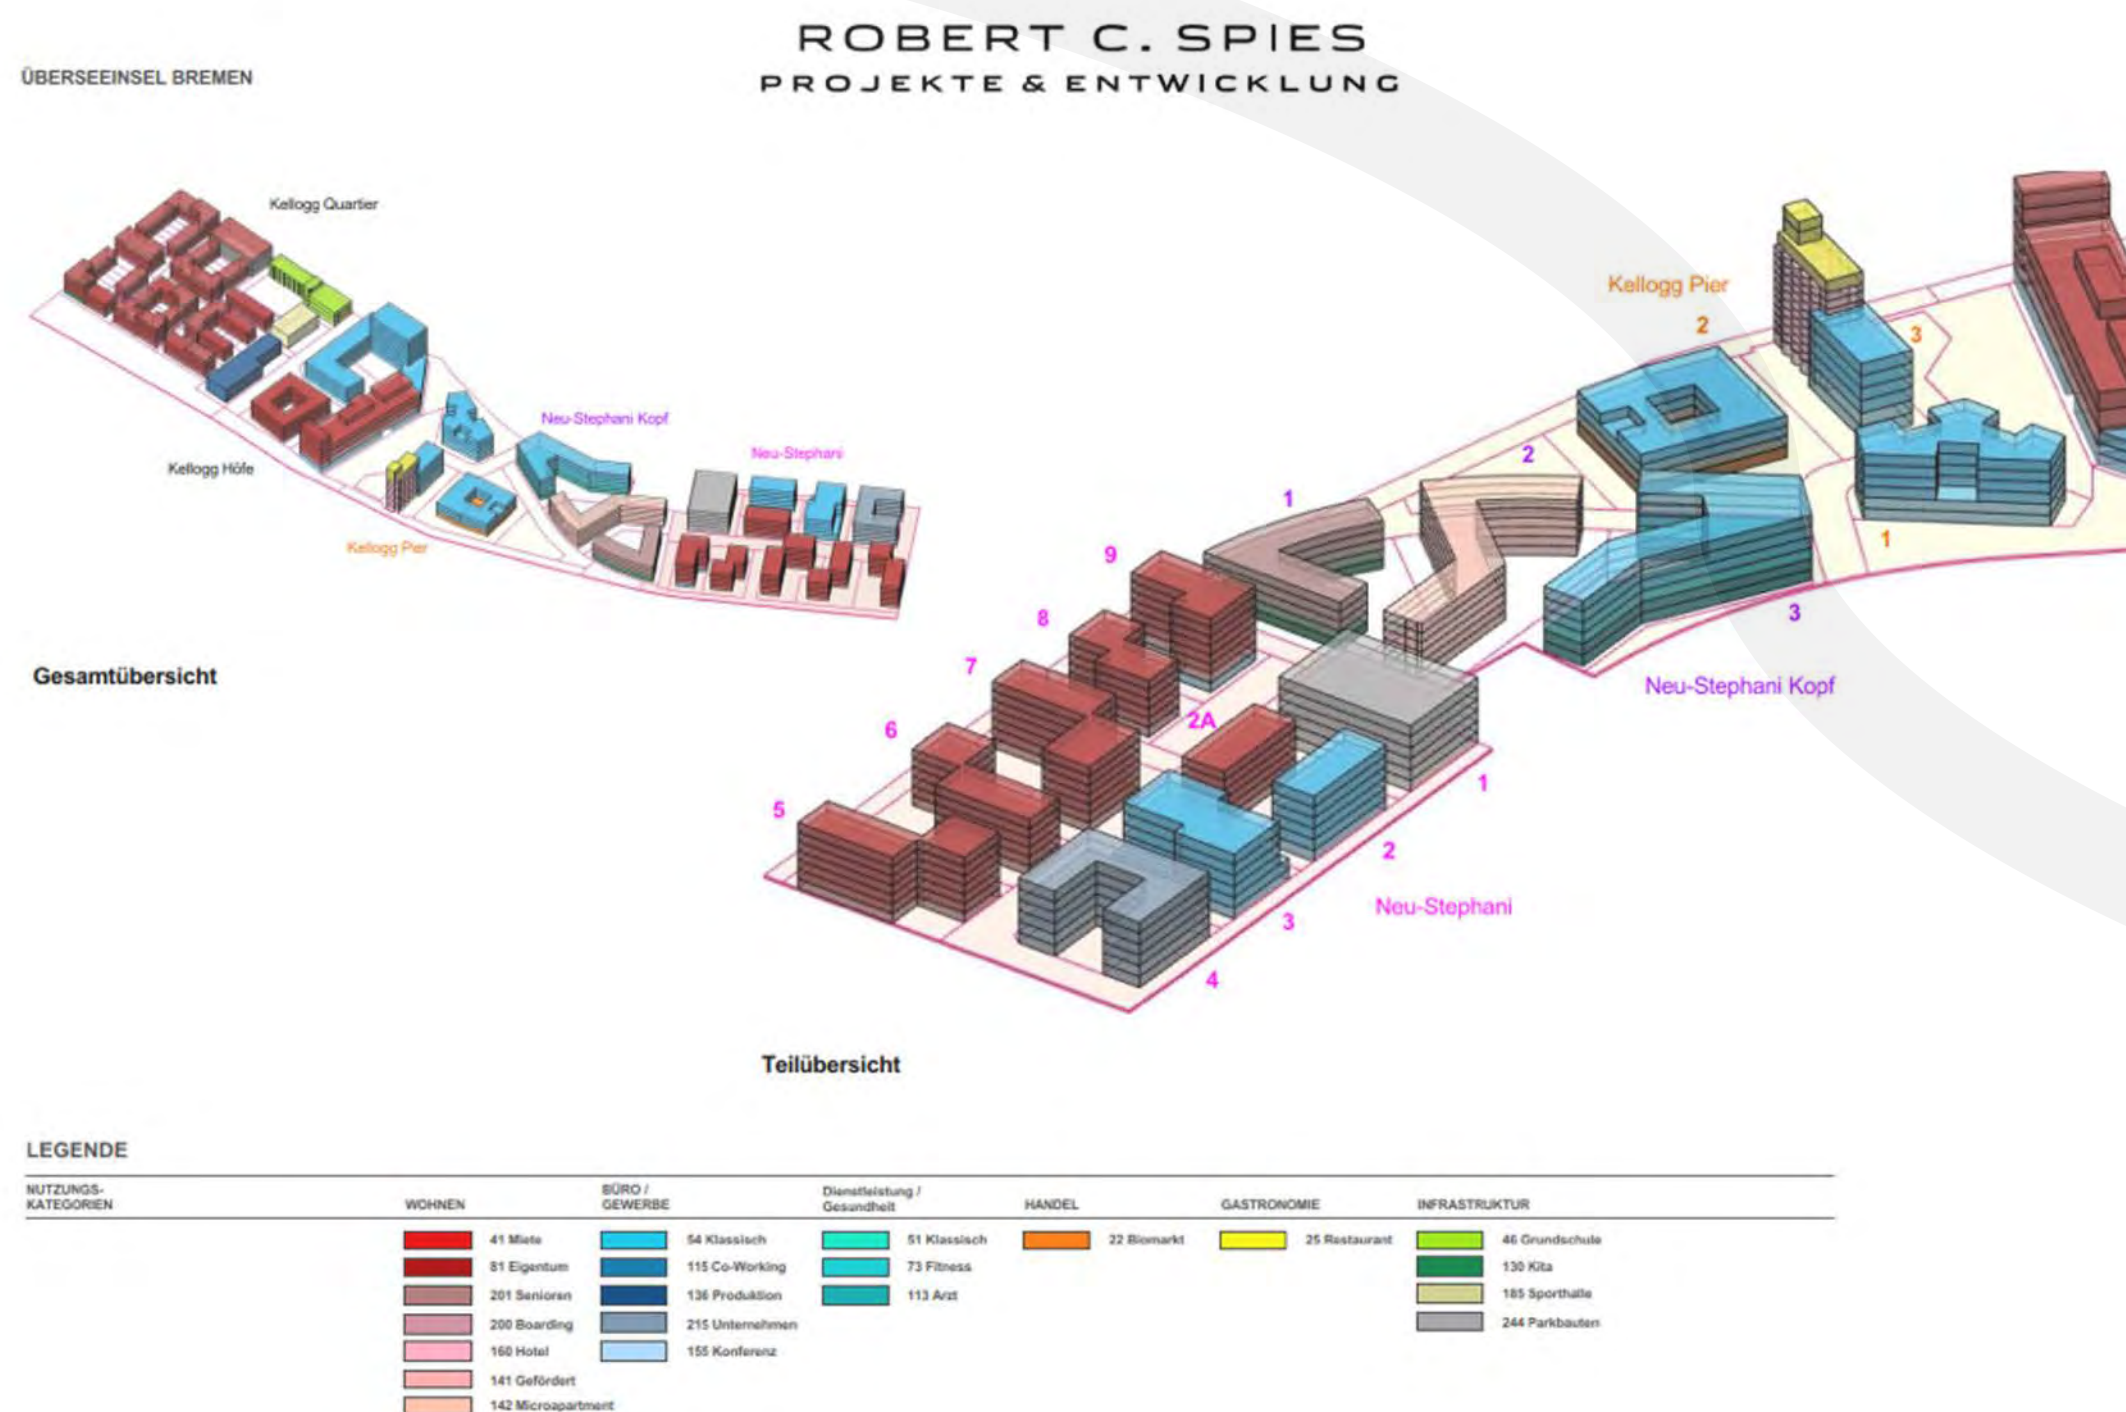 ROBERT C. SPIES
PROJEKTE & ENTWICKLUNG
ÜBERSEEINSEL BREMEN
Kellogg Quartier
Neu-Stephani Kopf
Neu-Stephani
Kellogg Höfe
Kellogg Pier
Gesamtübersicht
Kellogg Pier
2
3
2
1
1
9
3
8
7
Neu-Stephani Kopf
2A
6
1
5
2
Neu-Stephani
3
4
Teilübersicht
LEGENDE
NUTZUNGS-
KATEGORIEN
WOHNEN
BÜRO /
GEWERBE
Dienstleistung /
Gesundheit
HANDEL
GASTRONOMIE
INFRASTRUKTUR
41 Miete
54 Klassisch
51 Klassisch
22 Biomarkt
25 Restaurant
46 Grundschule
81 Eigentum
115 Co-Working
73 Fitness
130 Kita
201 Senioren
136 Produktion
113 Arzt
185 Sporthalle
200 Boarding
215 Unternehmen
244 Parkbauten
160 Hotel
155 Konferenz
141 Gefördert
142 Microapartment